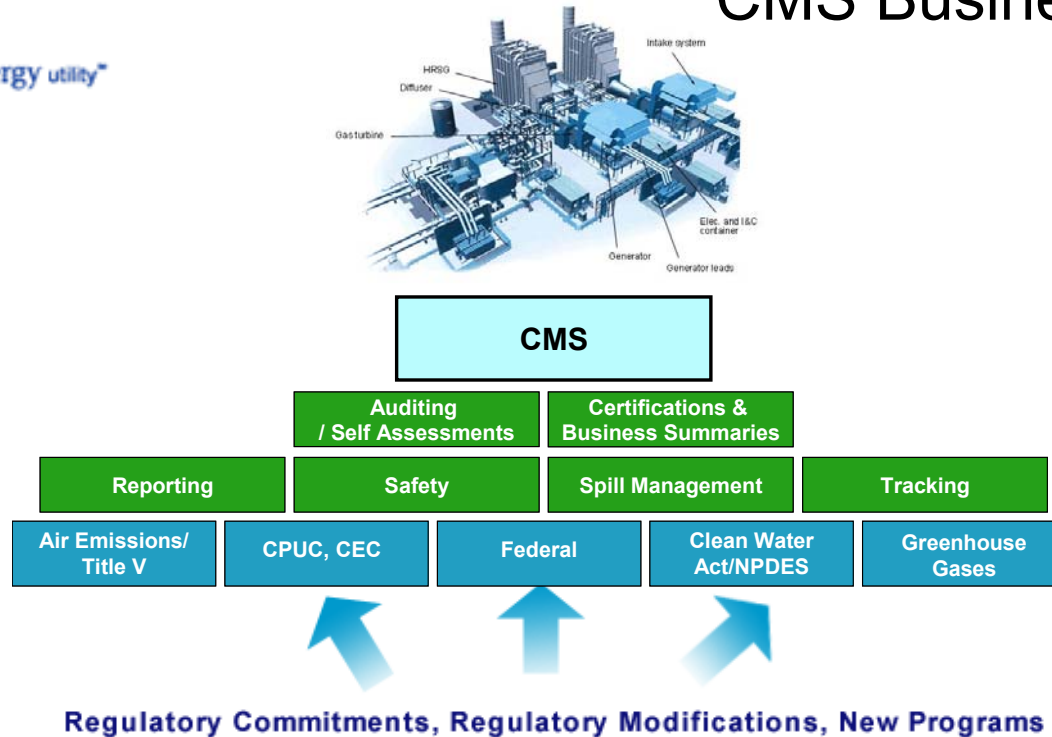 CMS Busine
rgy utility™
Intake system
HRSG
Diffuser
Gas turbine
Elec. and I&C
container
Generator
Generator leads
CMS
Auditing
/ Self Assessments
Certifications &
Business Summaries
Reporting
Safety
Spill Management
Tracking
Air Emissions/
Title V
CPUC, CEC
Federal
Clean Water
Act/NPDES
Greenhouse
Gases
Regulatory Commitments, Regulatory Modifications, New Programs